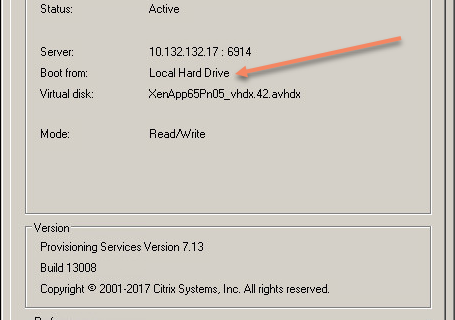 Status: Active
Server: 10.132.132.17 : 6914
Boot from: Local Hard Drive
Virtual disk: XenApp65Pn05_vhdx.42.avhdx
Mode: Read/Write
Version
Provisioning Services Version 7.13
Build 13008
Copyright © 2001-2017 Citrix Systems, Inc. All rights reserved.